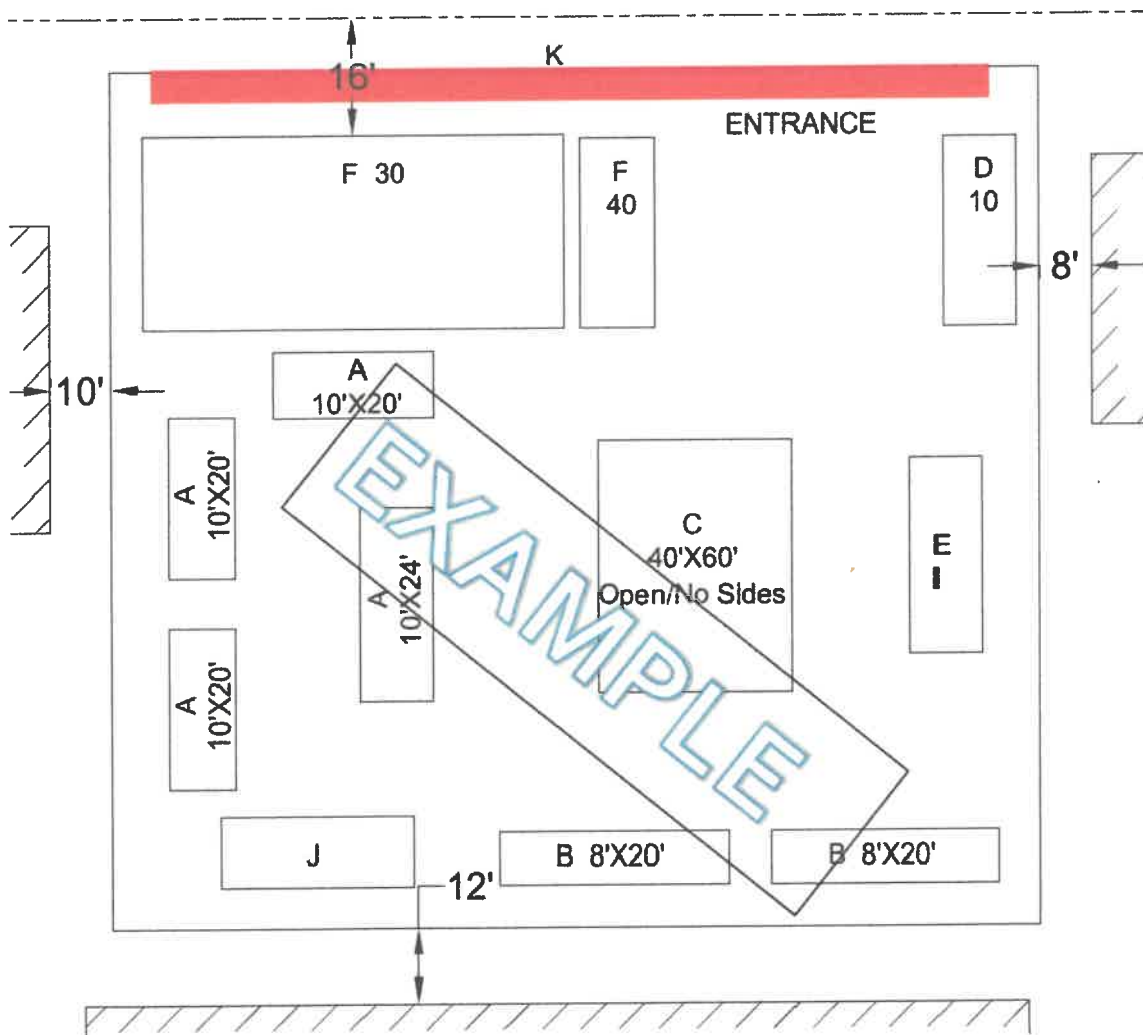 K
16'
ENTRANCE
F 30
F
40
D
10
8'
10'
A
10'X20'
A
10'X20'
A
10'X24'
C
40'X60'
Open/No Sides
E
A
10'X20'
EXAMPLE
J
B 8'X20'
B 8'X20'
12'